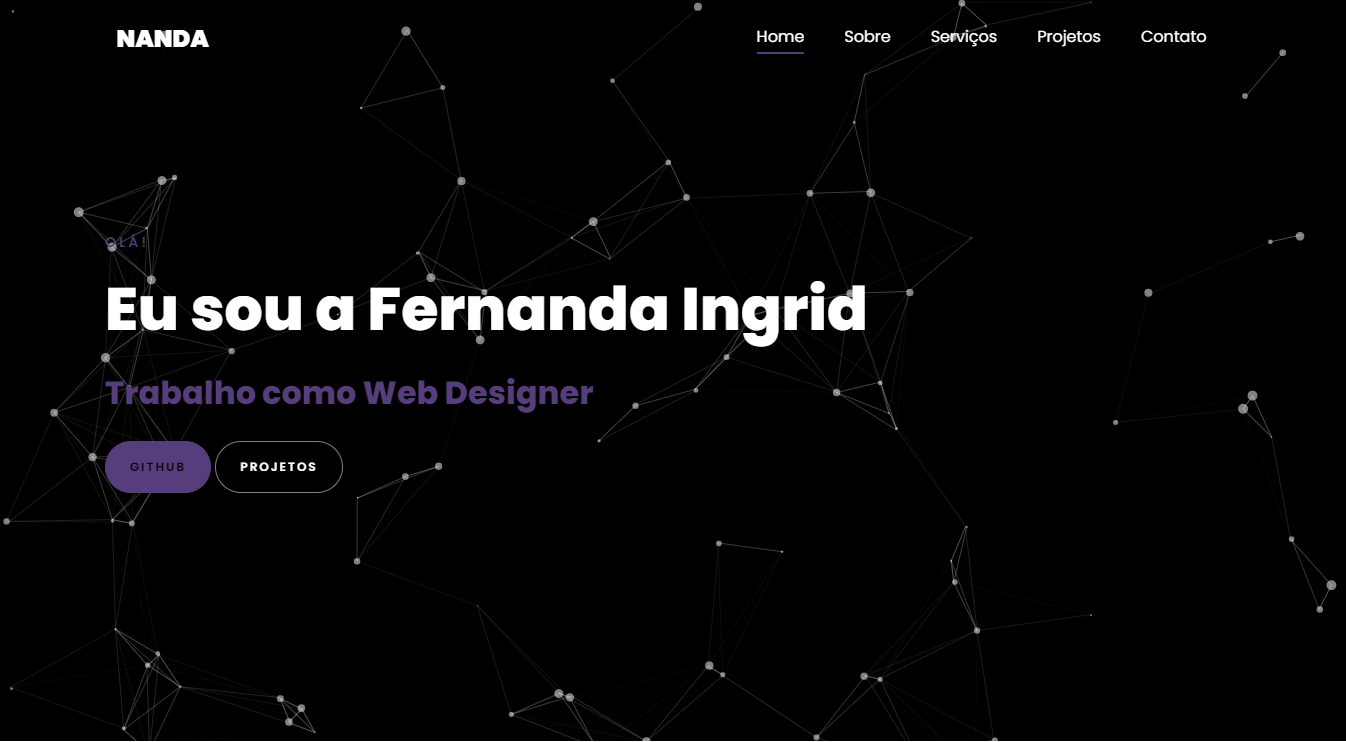 NANDA
Home Sobre Serviços Projetos Contato
OLÁ!
Eu sou a Fernanda Ingrid
Trabalho como Web Designer
GITHUB PROJETOS